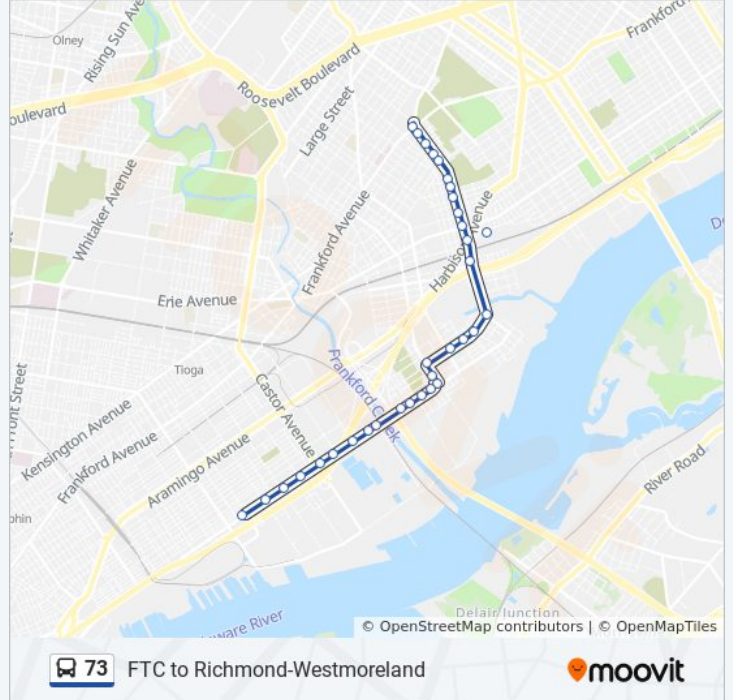 Frankford
Rising Sun Ave
Olney
Roosevelt Boulevard
oulevard
Large Street
Whitaker Avenue
Frankford Avenue
Harbison Avenue
De
Erie Avenue
Tioga
Frankford Creek
Castor Avenue
n Front Street
Kensington Avenue
Frankford Avenue
Aramingo Avenue
River Road
phin
Delair Junction
ware River
© OpenStreetMap contributors | © OpenMapTiles
73 FTC to Richmond-Westmoreland
moovit